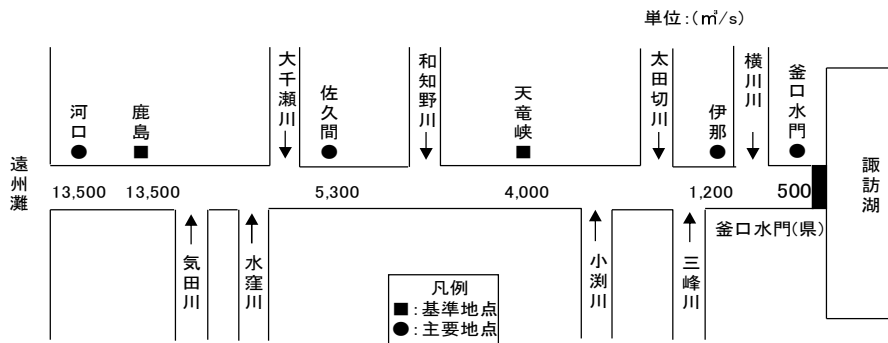 単位:(㎥/s)
大千瀬川
和知野川
太田切川
横川川
釜口水門
河口
鹿島
佐久間
天竜峡
伊那
遠州灘
諏訪湖
13,500
13,500
5,300
4,000
1,200
500
釜口水門(県)
気田川
水窪川
小渕川
三峰川
凡例
■:基準地点
●:主要地点